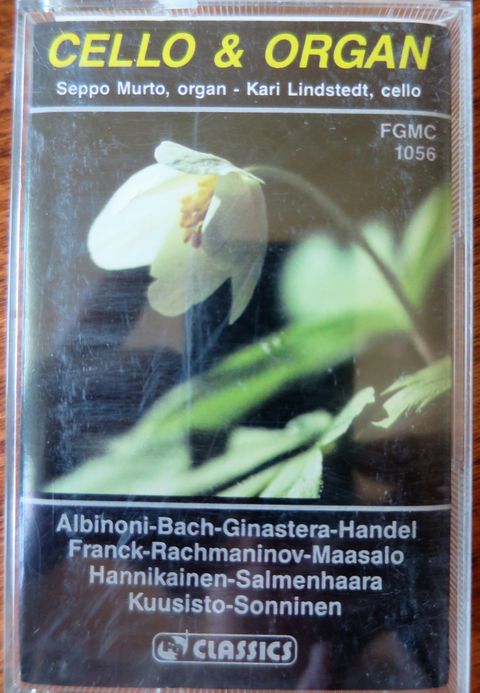 CELLO & ORGAN
Seppo Murto, organ - Kari Lindstedt, cello
FGMC
1056
Albinoni-Bach-Ginastera-Handel
Franck-Rachmaninov-Maasalo
Hannikainen-Salmenhaara
Kuusisto-Sonninen
CLASSICS